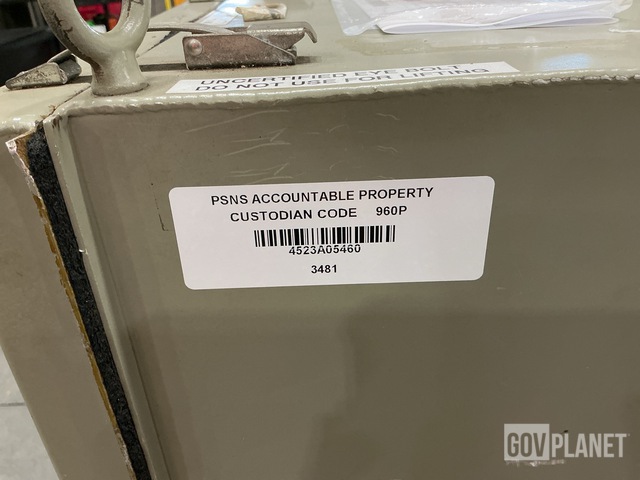 UNCERTIFIED EYE BOLT
DO NOT USE FOR LIFTING
PSNS ACCOUNTABLE PROPERTY
CUSTODIAN CODE 960P
4523A05460
3481
GOVPLANET